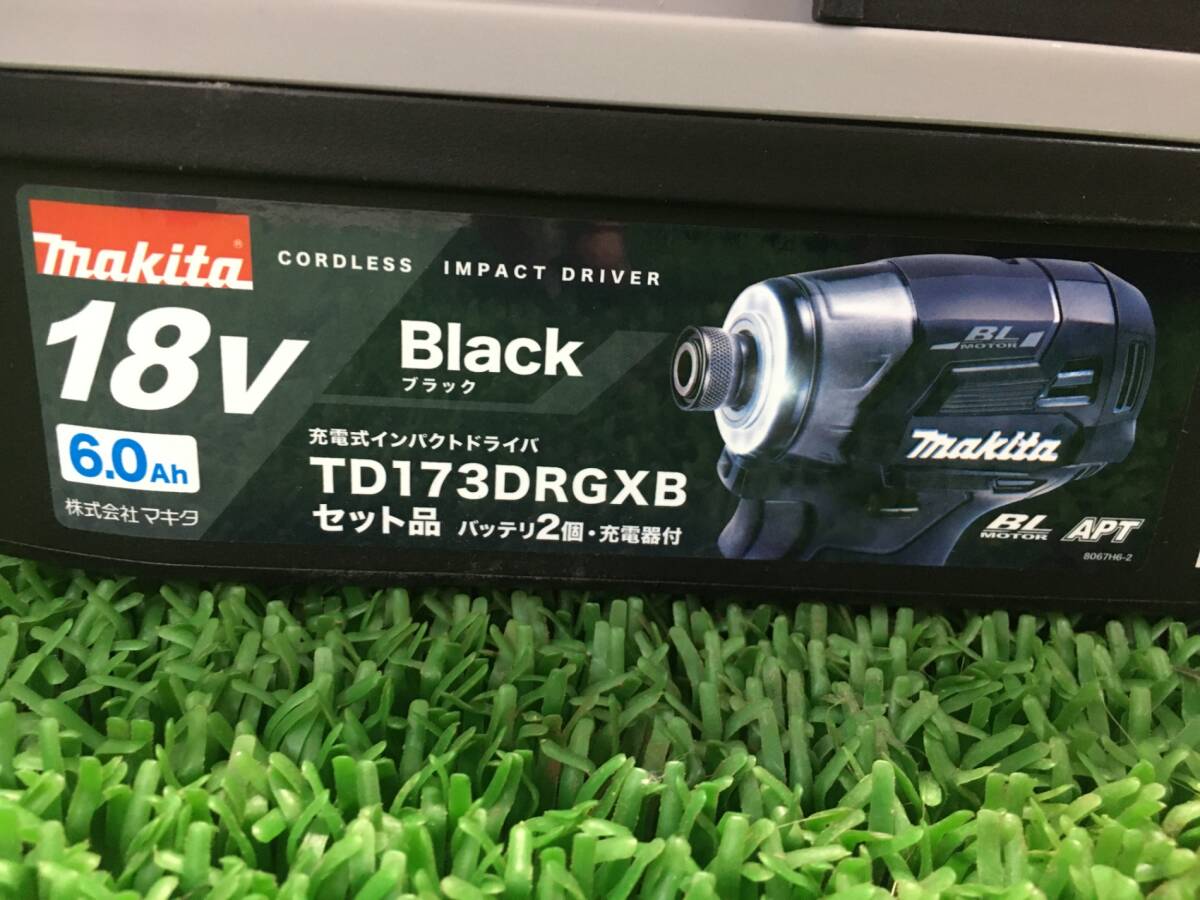 makita®
CORDLESS IMPACT DRIVER
18V
Black
ブラック
6.0Ah
充電式インパクトドライバ
TD173DRGXB
セット品 バッテリ2個・充電器付
株式会社マキタ
BL
MOTOR
makita
BL
MOTOR
APT
8067H6-2